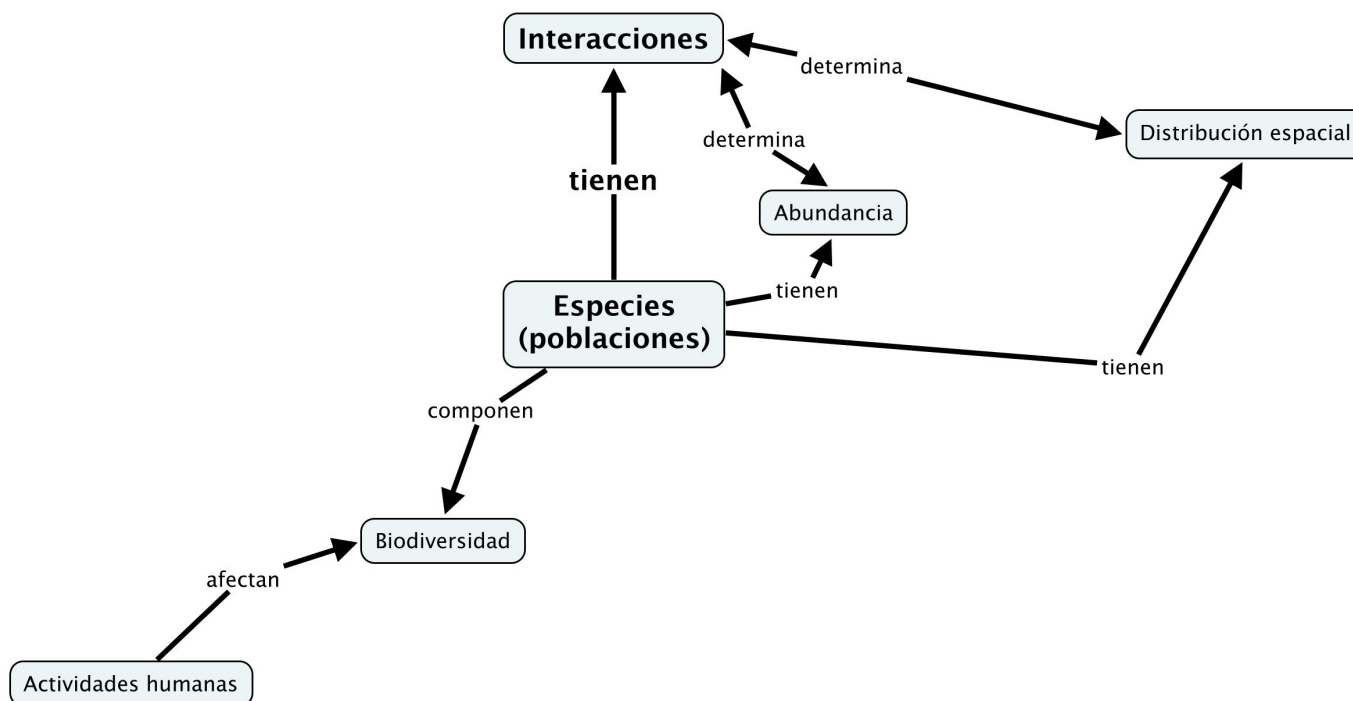 Interacciones
determina
Distribución espacial
determina
tienen
Abundancia
tienen
Especies
(poblaciones)
tienen
componen
Biodiversidad
afectan
Actividades humanas